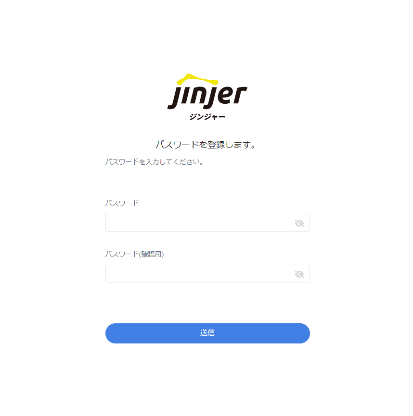 jinjer
ジンジャー
パスワードを登録します。
パスワードを入力してください。
パスワード
パスワード(確認用)
送信